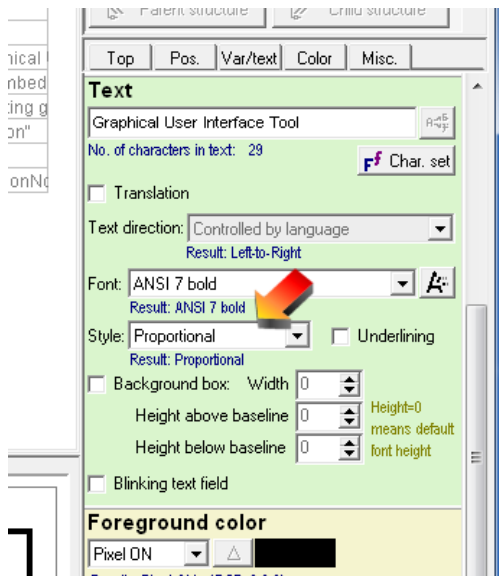 Parent structure
Child structure
Top Pos. Var/text Color Misc.
Text
Graphical User Interface Tool
No. of characters in text: 29
Ff Char. set
Translation
Text direction: Controlled by language
Result: Left-to-Right
Font: ANSI 7 bold
Result: ANSI 7 bold
Style: Proportional
Underlining
Result: Proportional
Background box: Width 0
Height above baseline 0
Height below baseline 0
Height=0
means default
font height
Blinking text field
Foreground color
Pixel ON